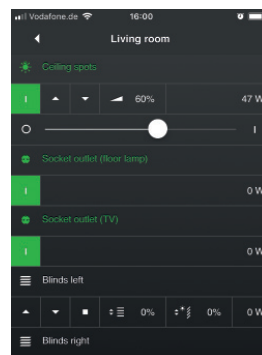 Vodafone.de 16:00
Living room
Ceiling spots
I 60% 47 W
O I
Socket outlet (floor lamp)
I 0 W
Socket outlet (TV)
I 0 W
Blinds left
0% 0% 0 W
Blinds right